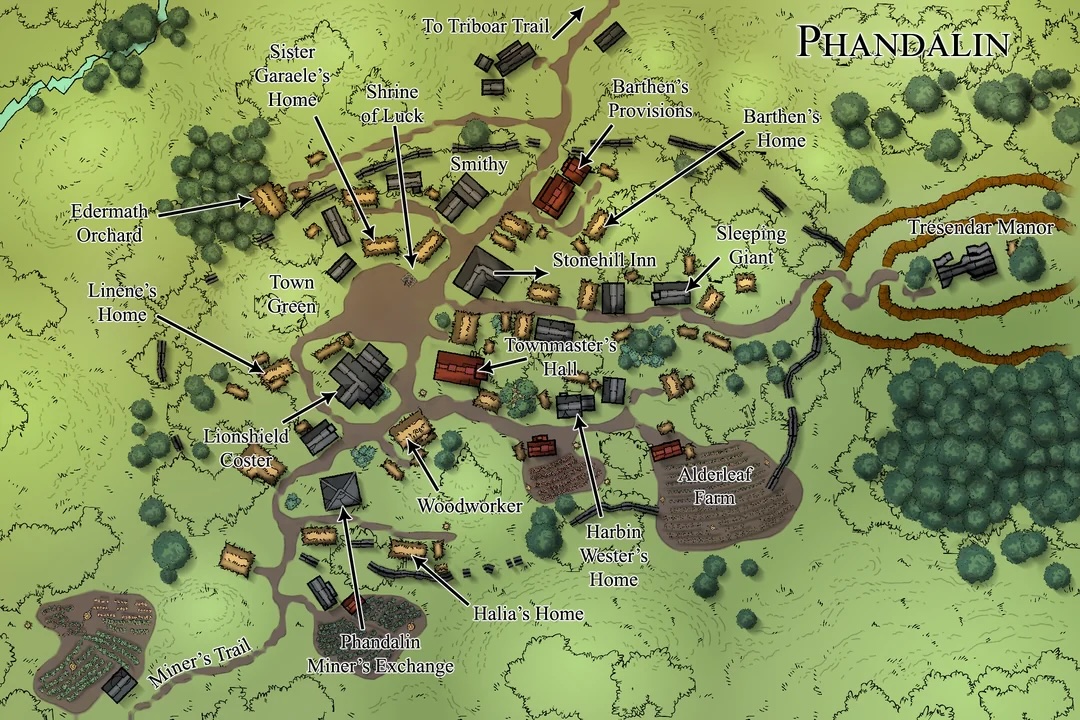 To Triboar Trail
PHANDALIN
Sister
Garaele's
Home
Shrine
of Luck
Barthen's
Provisions
Barthen's
Home
Smithy
Edermath
Orchard
Sleeping
Giant
Tresendar Manor
Stonehill Inn
Town
Green
Linene's
Home
Townmaster's
Hall
Lionshield
Coster
Alderleaf
Farm
Woodworker
Harbin
Wester's
Home
Halia's Home
Phandalin
Miner's Exchange
Miner's Trail